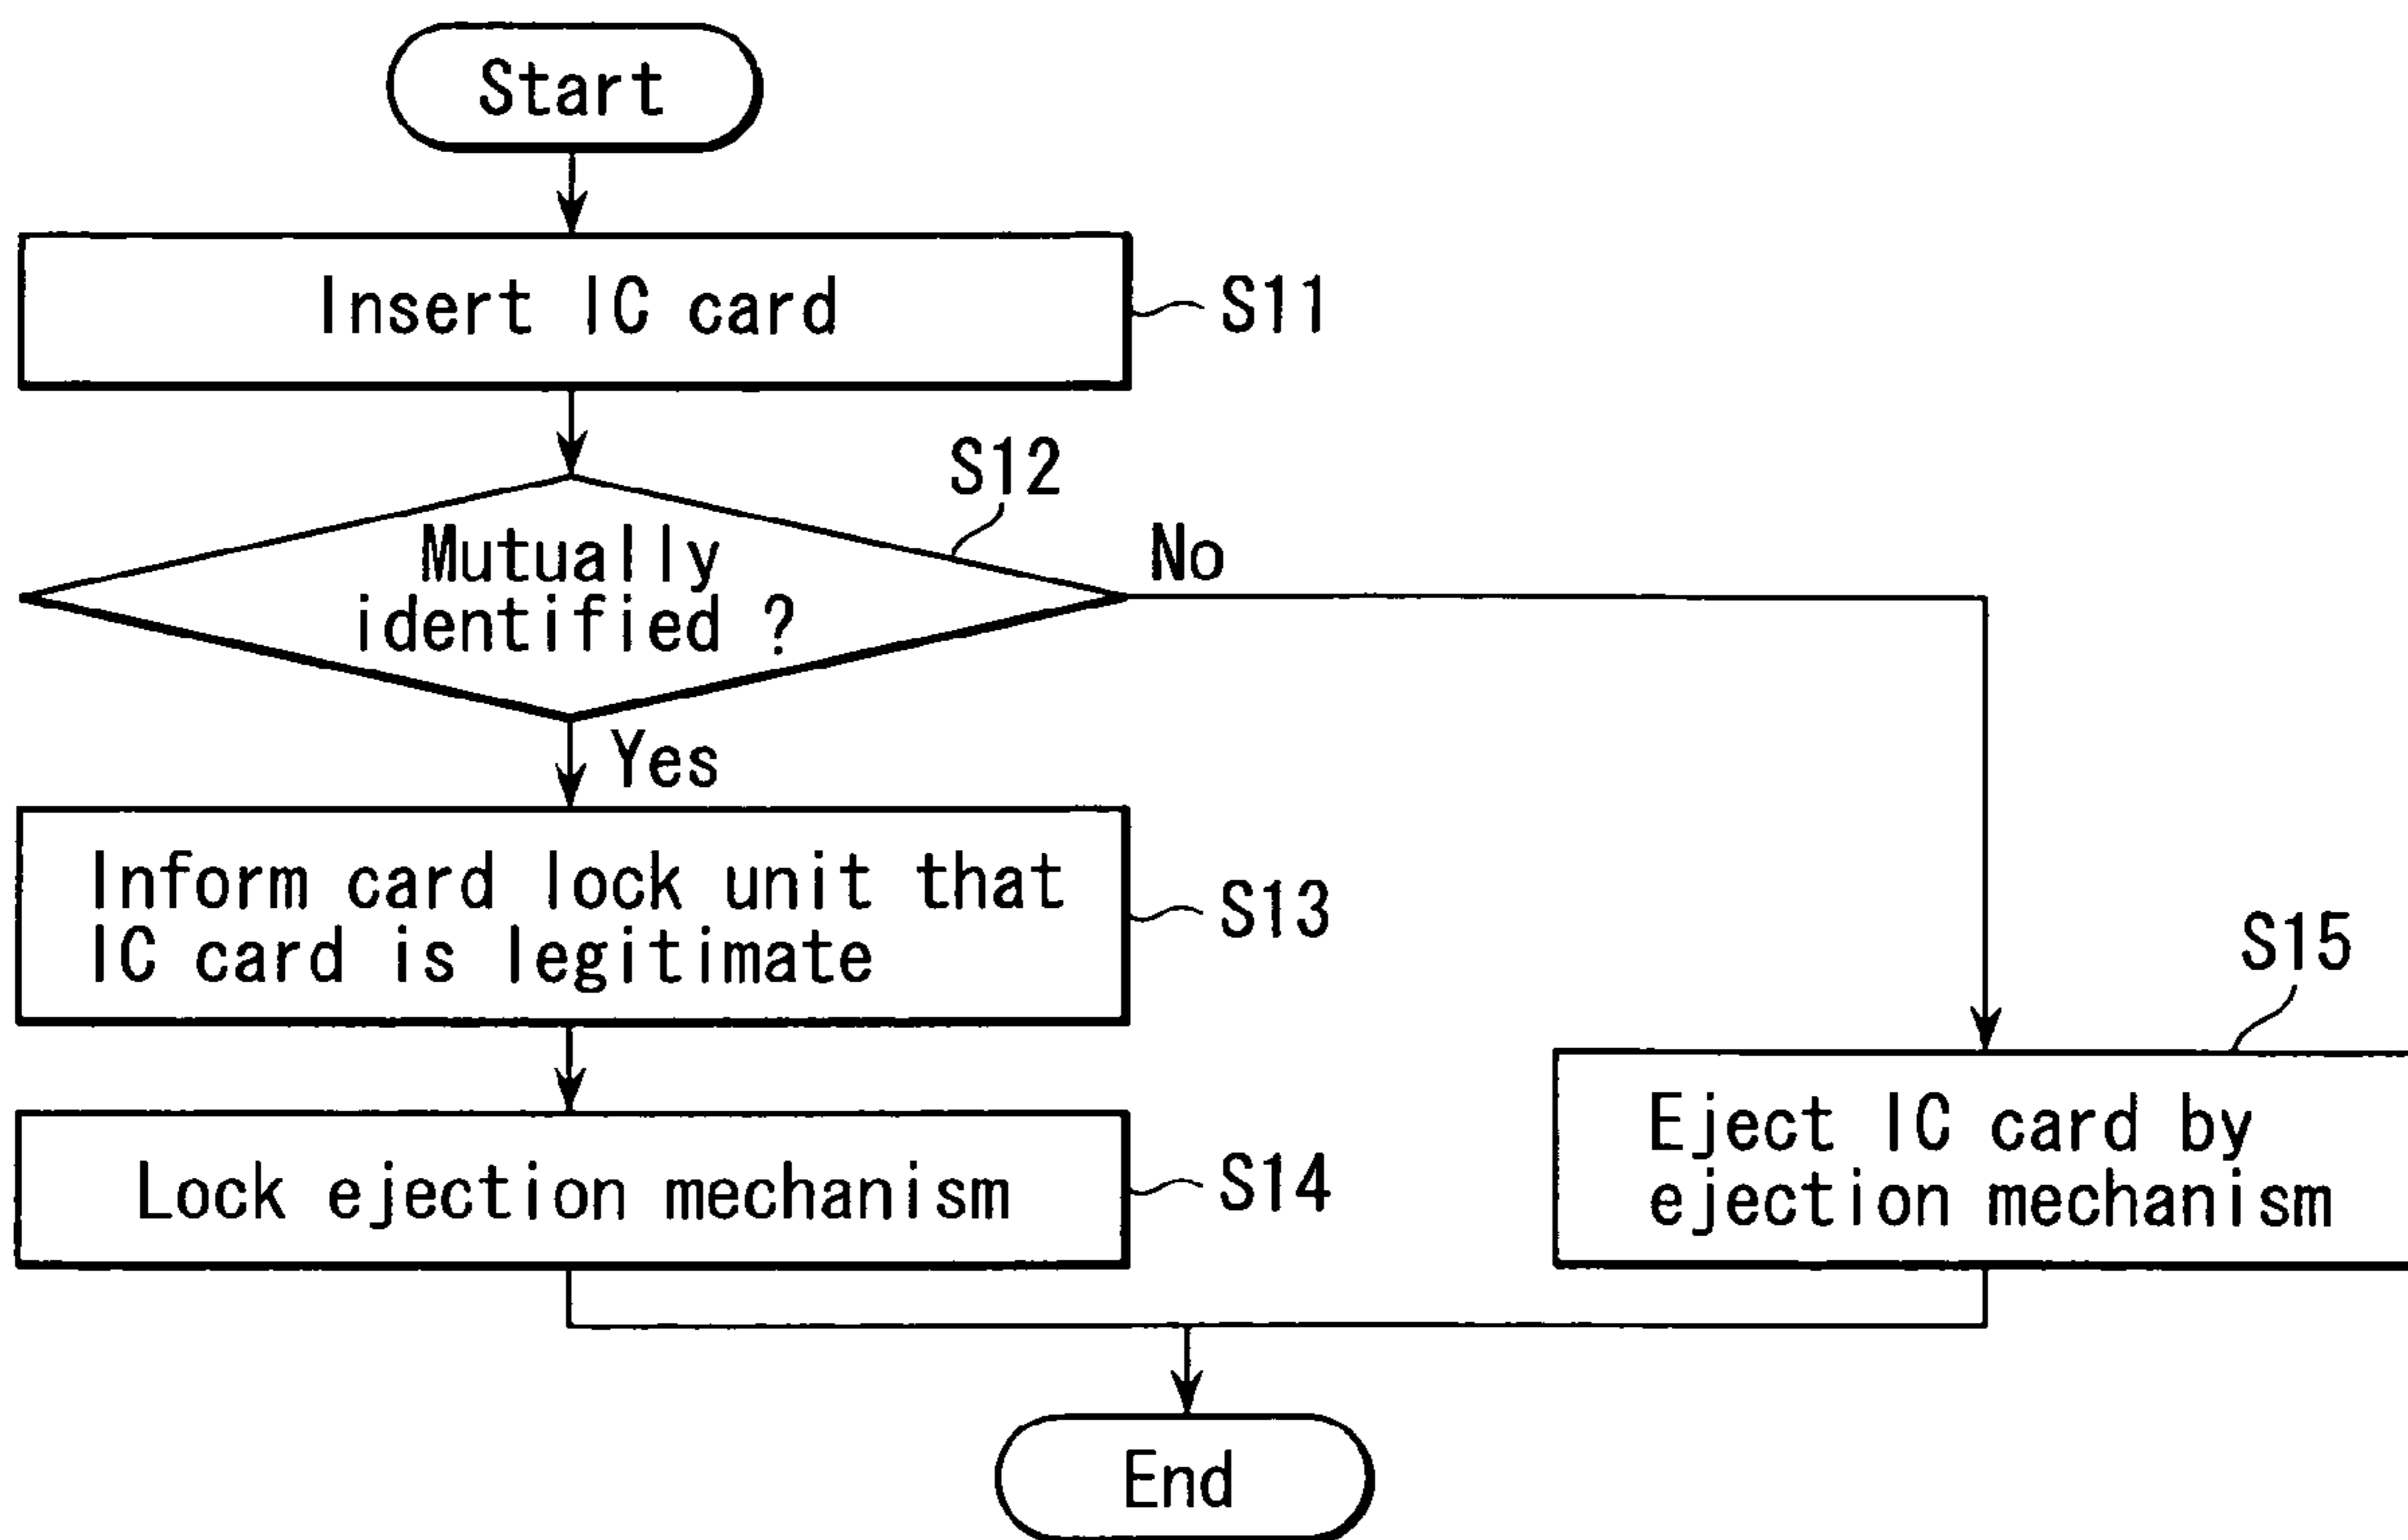 Start
Insert IC card
S11
S12
Mutually
identified ?
No
Yes
Inform card lock unit that
IC card is legitimate
S13
Lock ejection mechanism
S14
S15
Eject IC card by
ejection mechanism
End